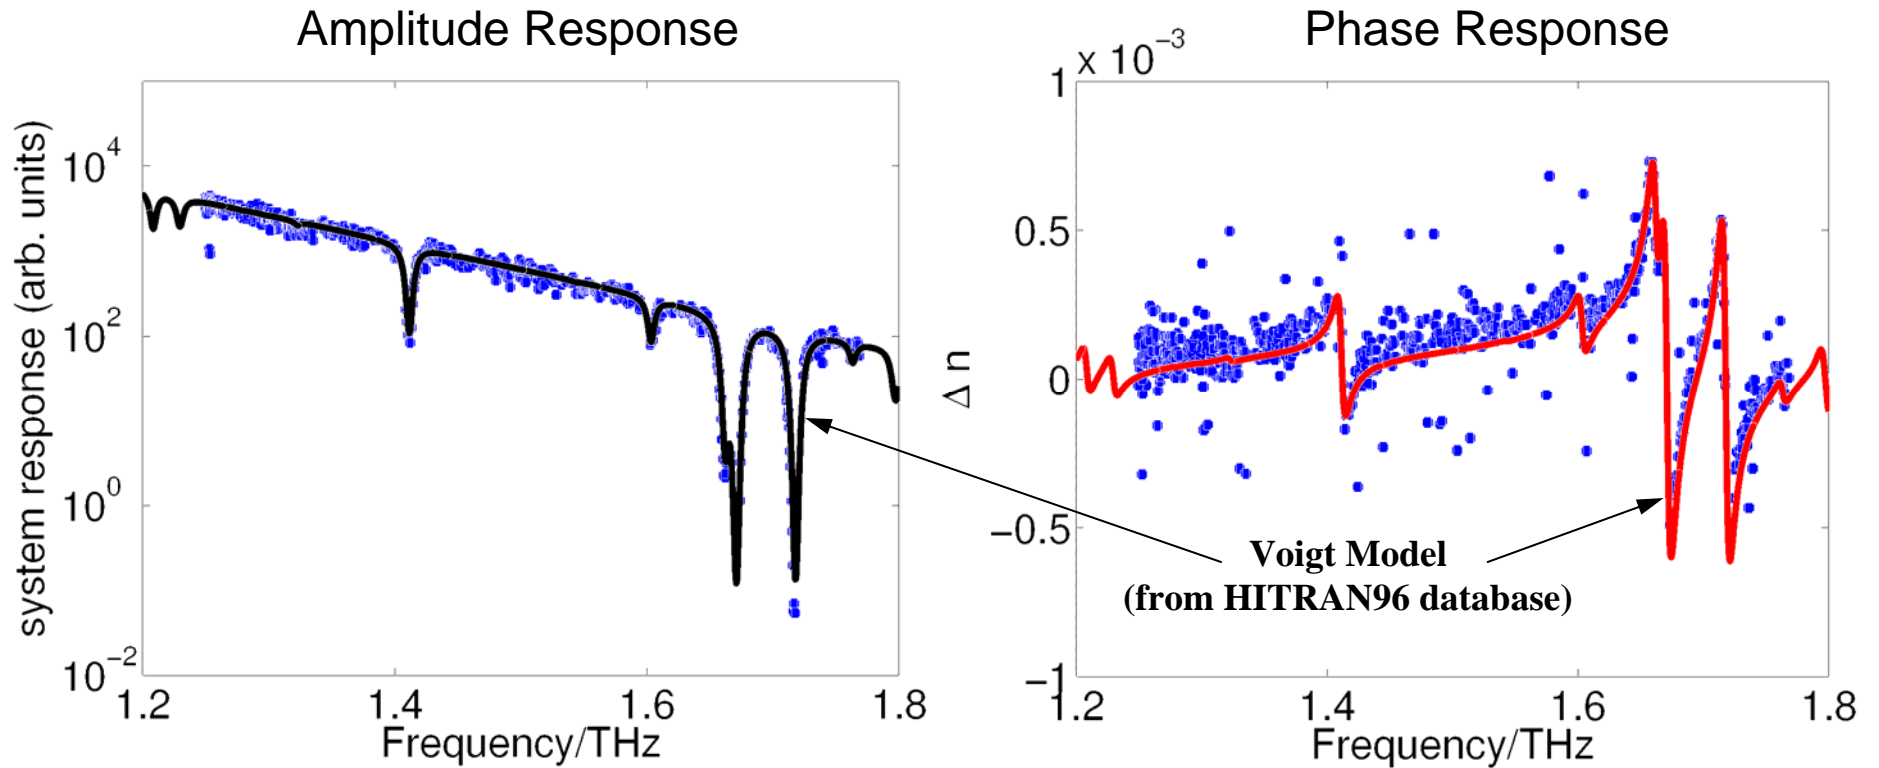 Amplitude Response
system response (arb. units)
10^4
10^2
10^0
10^−2
1.2 1.4 1.6 1.8
Frequency/THz
Phase Response
x 10^−3
Δ n
1
0.5
0
−0.5
−1
1.2 1.4 1.6 1.8
Frequency/THz
Voigt Model
(from HITRAN96 database)